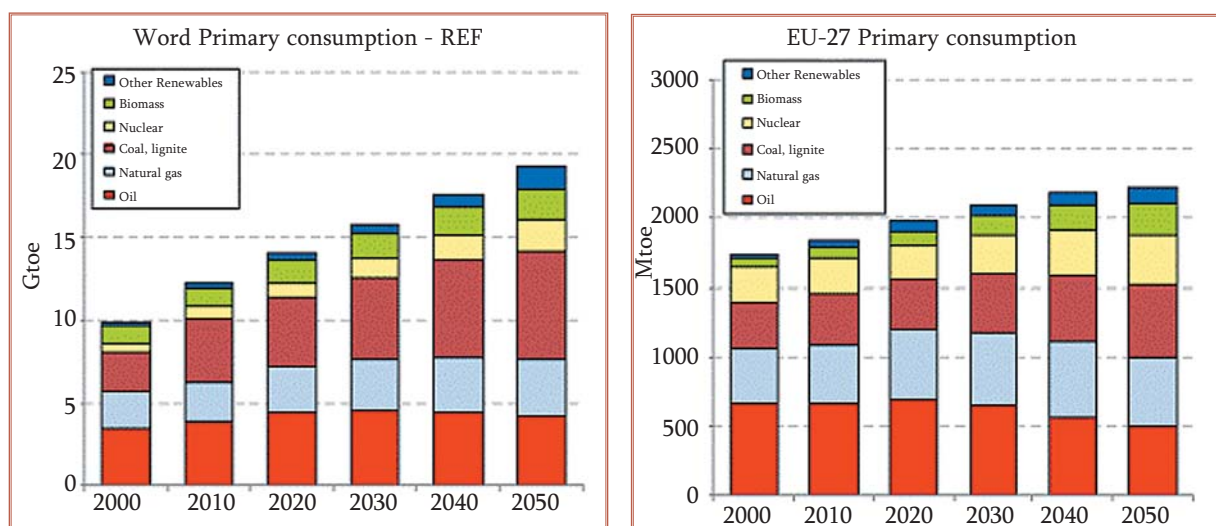 Word Primary consumption - REF
25
20
15
10
5
0
Gtoe
Other Renewables
Biomass
Nuclear
Coal, lignite
Natural gas
Oil
2000 2010 2020 2030 2040 2050
EU-27 Primary consumption
3000
2500
2000
1500
1000
500
0
Mtoe
Other Renewables
Biomass
Nuclear
Coal, lignite
Natural gas
Oil
2000 2010 2020 2030 2040 2050